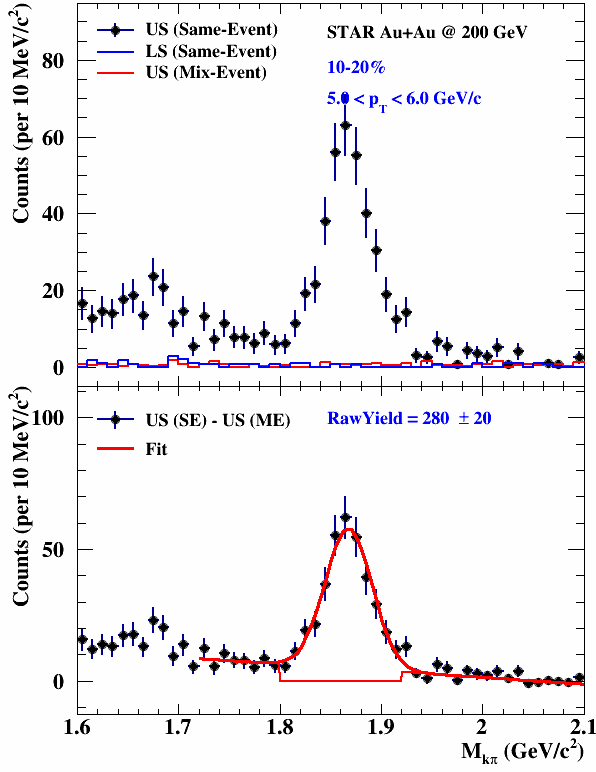 US (Same-Event)
LS (Same-Event)
US (Mix-Event)
STAR Au+Au @ 200 GeV
10-20%
5.0 < pT < 6.0 GeV/c
Counts (per 10 MeV/c²)
80
60
40
20
0
US (SE) - US (ME)
Fit
RawYield = 280 ± 20
Counts (per 10 MeV/c²)
100
50
0
1.6 1.7 1.8 1.9 2 2.1
Mkπ (GeV/c²)